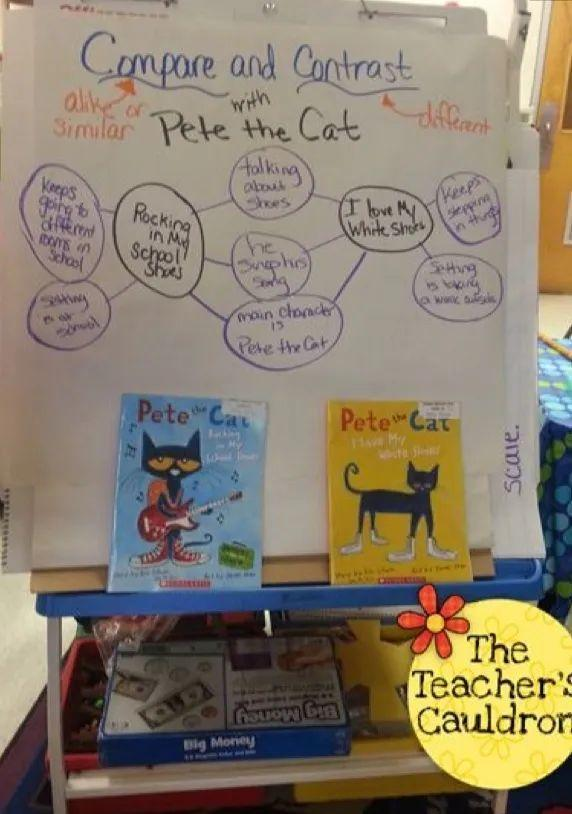 Compare and Contrast
alike or
similar
with
different
Pete the Cat
Keeps
going to
different
rooms in
School
Rocking
in My
School
Shoes
talking
about
shoes
I love My
White Shoes
Keeps
stepping
in things
setting
is at
school
he
sings his
song
main character
is
Pete the Cat
Setting
is taking
a walk outside
Pete the Cat
Rocking
in My
School Shoes
SCHOLASTIC
Pete the Cat
I Love My
White Shoes
SCHOLASTIC
Scale.
Big Money
Big Money
The
Teacher's
Cauldron